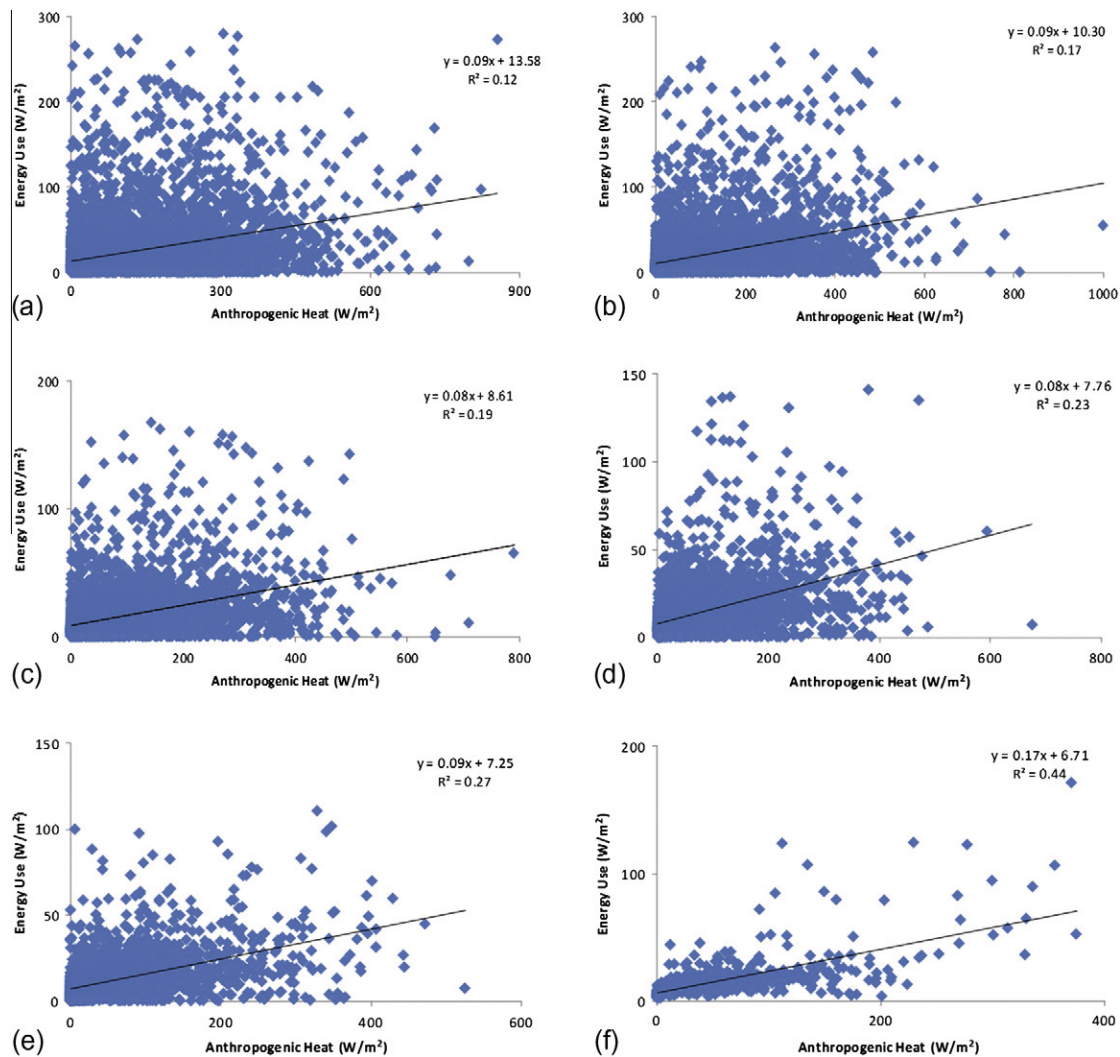 300
200
100
0
Energy Use (W/m²)
y = 0.09x + 13.58
R² = 0.12
0 300 600 900
Anthropogenic Heat (W/m²)
(a)
300
250
200
150
100
50
0
Energy Use (W/m²)
y = 0.09x + 10.30
R² = 0.17
0 200 400 600 800 1000
Anthropogenic Heat (W/m²)
(b)
200
100
0
Energy Use (W/m²)
y = 0.08x + 8.61
R² = 0.19
0 200 400 600 800
Anthropogenic Heat (W/m²)
(c)
150
100
50
0
Energy Use (W/m²)
y = 0.08x + 7.76
R² = 0.23
0 200 400 600 800
Anthropogenic Heat (W/m²)
(d)
150
100
50
0
Energy Use (W/m²)
y = 0.09x + 7.25
R² = 0.27
0 200 400 600
Anthropogenic Heat (W/m²)
(e)
200
100
0
Energy Use (W/m²)
y = 0.17x + 6.71
R² = 0.44
0 200 400
Anthropogenic Heat (W/m²)
(f)